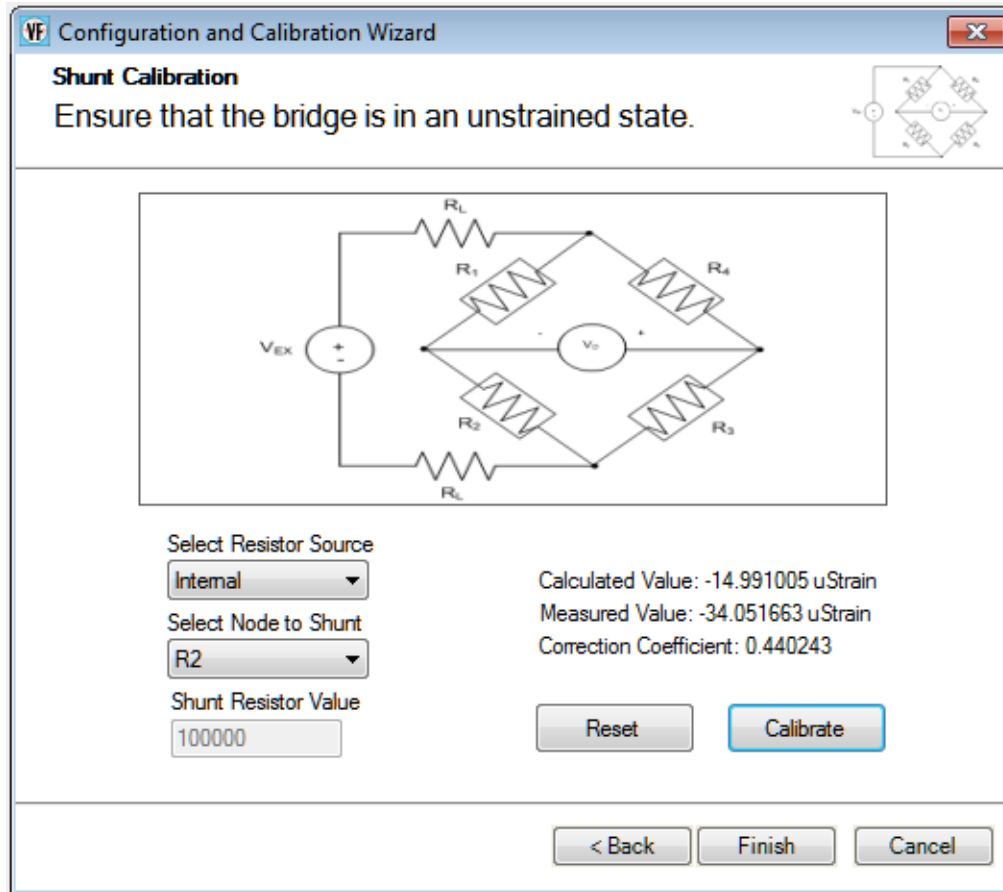 VF Configuration and Calibration Wizard
Shunt Calibration
Ensure that the bridge is in an unstrained state.
RL
R1
R4
VEX
+
-
-
+
Vo
R2
R3
RL
Select Resistor Source
Internal
Select Node to Shunt
R2
Shunt Resistor Value
100000
Calculated Value: -14.991005 uStrain
Measured Value: -34.051663 uStrain
Correction Coefficient: 0.440243
Reset
Calibrate
< Back
Finish
Cancel